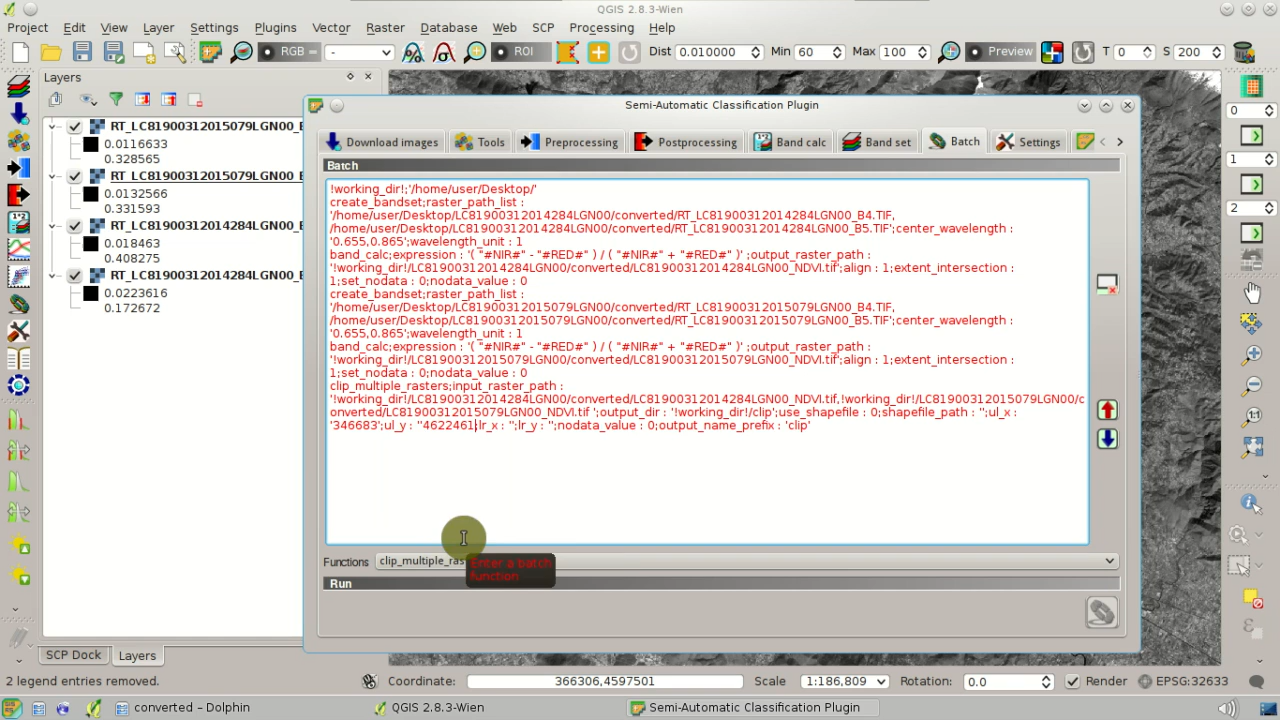 QGIS 2.8.3-Wien
Project Edit View Layer Settings Plugins Vector Raster Database Web SCP Processing Help
RGB = - ROI Dist 0.010000 Min 60 Max 100 Preview T 0 S 200
Layers
RT_LC81900312015079LGN00_B
0.0116633
0.328565
RT_LC81900312015079LGN00_B
0.0132566
0.331593
RT_LC81900312014284LGN00_B
0.018463
0.408275
RT_LC81900312014284LGN00_B
0.0223616
0.172672
Semi-Automatic Classification Plugin
Download images Tools Preprocessing Postprocessing Band calc Band set Batch Settings
Batch
!working_dir!;'/home/user/Desktop/'
create_bandset;raster_path_list :
'/home/user/Desktop/LC81900312014284LGN00/converted/RT_LC81900312014284LGN00_B4.TIF,
/home/user/Desktop/LC81900312014284LGN00/converted/RT_LC81900312014284LGN00_B5.TIF';center_wavelength :
'0.655,0.865';wavelength_unit : 1
band_calc;expression : '( "#NIR#" - "#RED#" ) / ( "#NIR#" + "#RED#" )' ;output_raster_path :
'!working_dir!/LC81900312014284LGN00/converted/LC81900312014284LGN00_NDVI.tif';align : 1;extent_intersection :
1;set_nodata : 0;nodata_value : 0
create_bandset;raster_path_list :
'/home/user/Desktop/LC81900312015079LGN00/converted/RT_LC81900312015079LGN00_B4.TIF,
/home/user/Desktop/LC81900312015079LGN00/converted/RT_LC81900312015079LGN00_B5.TIF';center_wavelength :
'0.655,0.865';wavelength_unit : 1
band_calc;expression : '( "#NIR#" - "#RED#" ) / ( "#NIR#" + "#RED#" )' ;output_raster_path :
'!working_dir!/LC81900312015079LGN00/converted/LC81900312015079LGN00_NDVI.tif';align : 1;extent_intersection :
1;set_nodata : 0;nodata_value : 0
clip_multiple_rasters;input_raster_path :
'!working_dir!/LC81900312014284LGN00/converted/LC81900312014284LGN00_NDVI.tif,!working_dir!/LC81900312015079LGN00/c
onverted/LC81900312015079LGN00_NDVI.tif ';output_dir : '!working_dir!/clip';use_shapefile : 0;shapefile_path : '';ul_x :
'346683';ul_y : ''4622461;lr_x : '';lr_y : '';nodata_value : 0;output_name_prefix : 'clip'
Functions clip_multiple_ras
Enter a batch
function
Run
0
1
2
SCP Dock Layers
2 legend entries removed. Coordinate: 366306,4597501 Scale 1:186,809 Rotation: 0.0 Render EPSG:32633
converted – Dolphin QGIS 2.8.3-Wien Semi-Automatic Classification Plugin